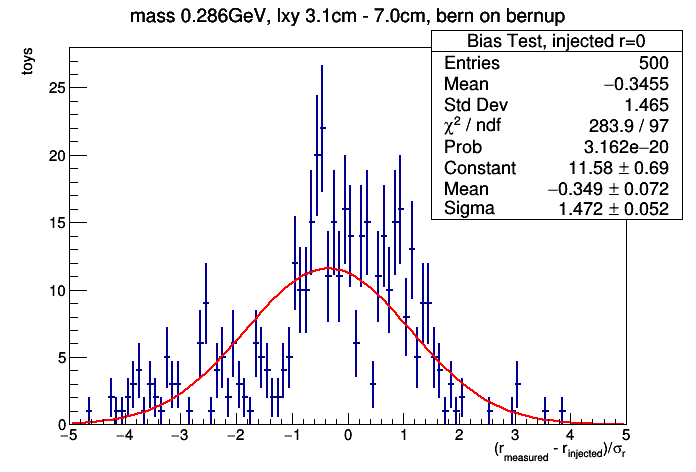 mass 0.286GeV, lxy 3.1cm - 7.0cm, bern on bernup
Bias Test, injected r=0
Entries 500
Mean −0.3455
Std Dev 1.465
χ² / ndf 283.9 / 97
Prob 3.162e−20
Constant 11.58 ± 0.69
Mean −0.349 ± 0.072
Sigma 1.472 ± 0.052
toys
25
20
15
10
5
0
−5 −4 −3 −2 −1 0 1 2 3 4 5
(r_measured - r_injected)/σ_r